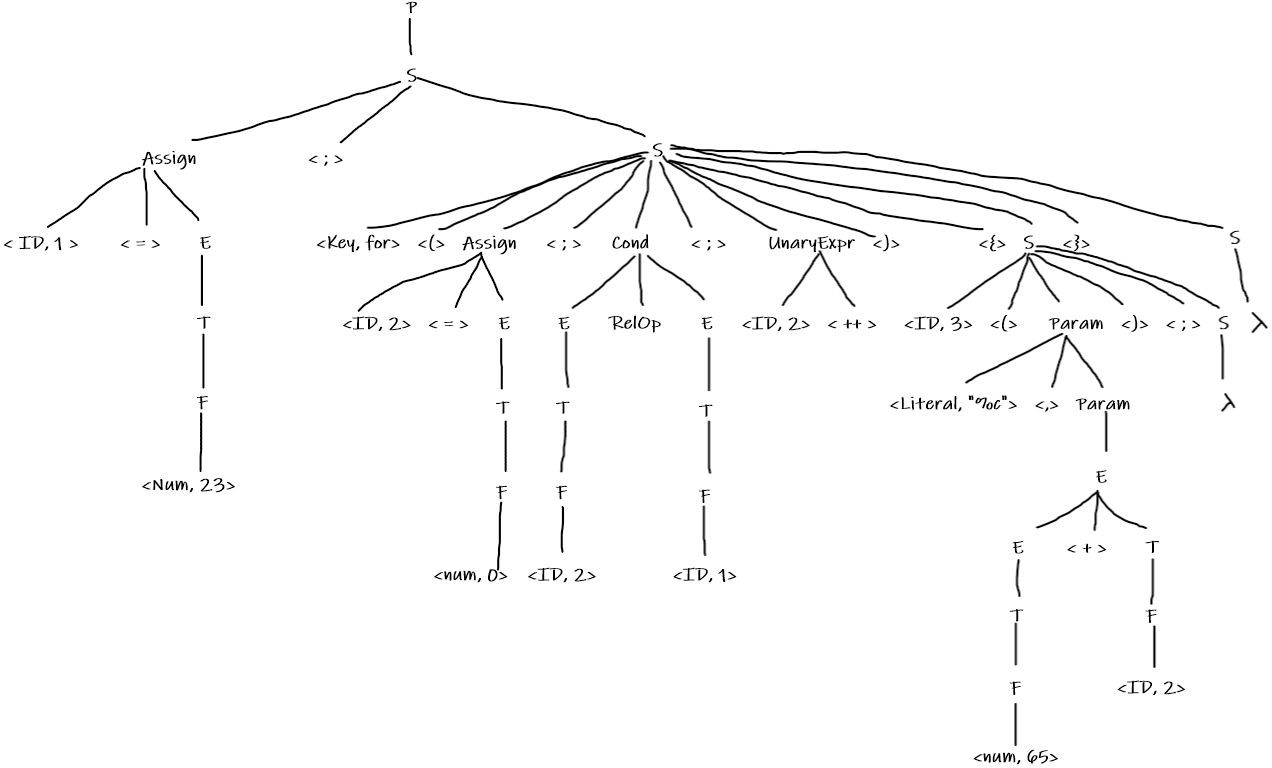 P
S
Assign < ; > S
< ID, 1 > < = > E <Key, for> <(> Assign < ; > Cond < ; > UnaryExpr <)> <{> S <}> S
T <ID, 2> < = > E E RelOp E <ID, 2> < ++ > <ID, 3> <(> Param <)> < ; > S λ
F T T T <Literal, "%c"> <,> Param λ
<Num, 23> F F F E
<num, 0> <ID, 2> <ID, 1> E < + > T
T F
F <ID, 2>
<num, 65>